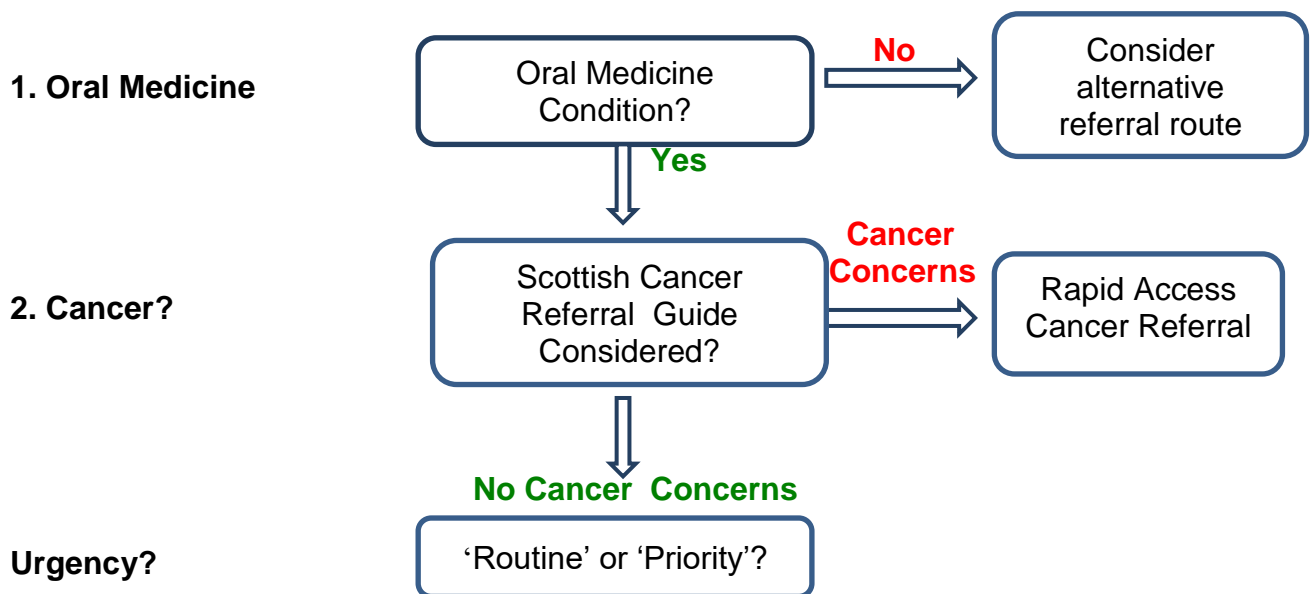 1. Oral Medicine
Oral Medicine
Condition?
No
Consider
alternative
referral route
Yes
2. Cancer?
Scottish Cancer
Referral  Guide
Considered?
Cancer
Concerns
Rapid Access
Cancer Referral
No Cancer  Concerns
Urgency?
‘Routine’ or ‘Priority’?